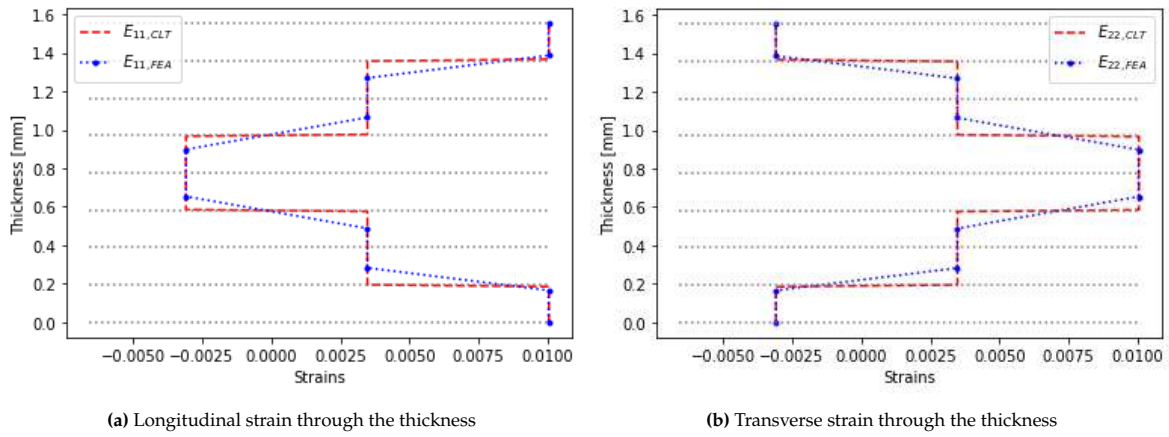 1.6
1.4
1.2
1.0
0.8
0.6
0.4
0.2
0.0
Thickness [mm]
E11,CLT
E11,FEA
−0.0050 −0.0025 0.0000 0.0025 0.0050 0.0075 0.0100
Strains
(a) Longitudinal strain through the thickness
1.6
1.4
1.2
1.0
0.8
0.6
0.4
0.2
0.0
Thickness [mm]
E22,CLT
E22,FEA
−0.0050 −0.0025 0.0000 0.0025 0.0050 0.0075 0.0100
Strains
(b) Transverse strain through the thickness